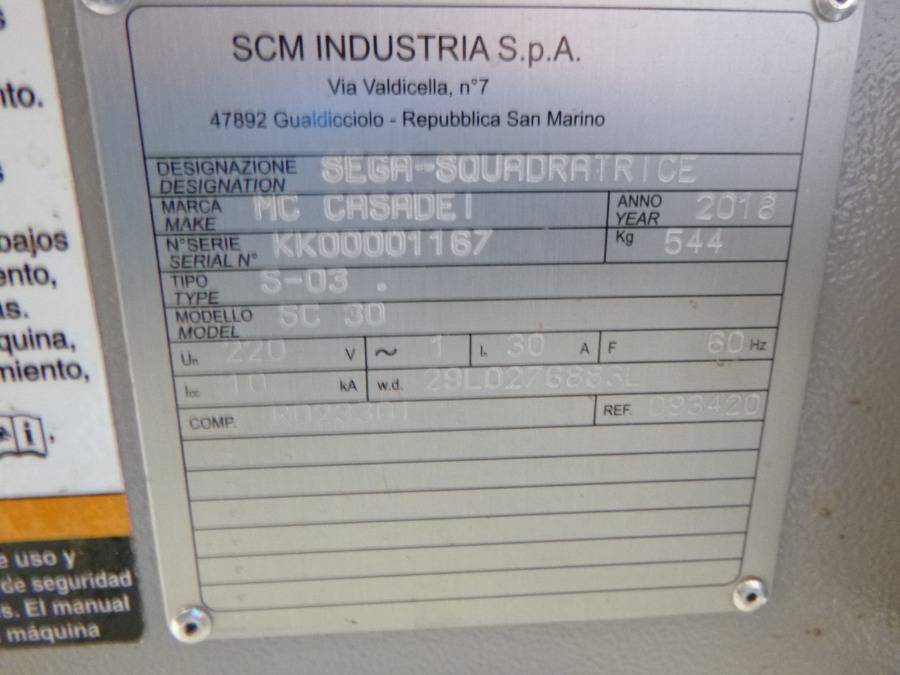 SCM INDUSTRIA S.p.A.
Via Valdicella, n°7
47892 Gualdicciolo - Repubblica San Marino
DESIGNAZIONE
DESIGNATION SEGA-SQUADRATRICE
MARCA
MAKE MC CASADEI ANNO
YEAR 2018
N°SERIE
SERIAL N° KK00001167 Kg 544
TIPO
TYPE S-03 .
MODELLO
MODEL SC 30
Un 220 V ~ 1 In 30 A F 60 Hz
Icc 10 kA w.d. 29L027G883L
COMP. R02330I REF. 093420
nto.
bajos
ento,
as.
quina,
miento,
i
e uso y
de seguridad
s. El manual
máquina